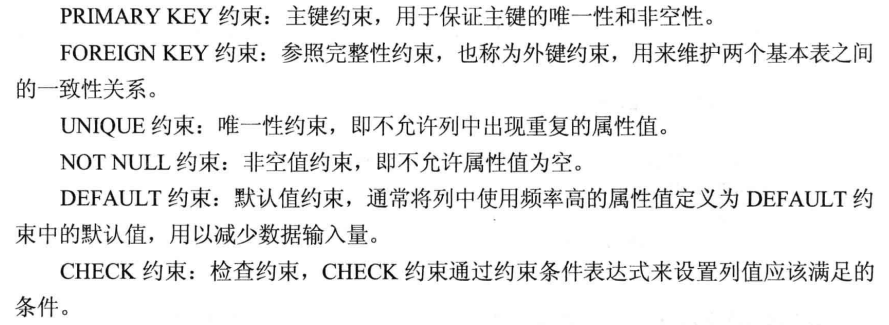 PRIMARY KEY 约束：主键约束，用于保证主键的唯一性和非空性。
FOREIGN KEY 约束：参照完整性约束，也称为外键约束，用来维护两个基本表之间
的一致性关系。
UNIQUE 约束：唯一性约束，即不允许列中出现重复的属性值。
NOT NULL 约束：非空值约束，即不允许属性值为空。
DEFAULT 约束：默认值约束，通常将列中使用频率高的属性值定义为 DEFAULT 约
束中的默认值，用以减少数据输入量。
CHECK 约束：检查约束，CHECK 约束通过约束条件表达式来设置列值应该满足的
条件。